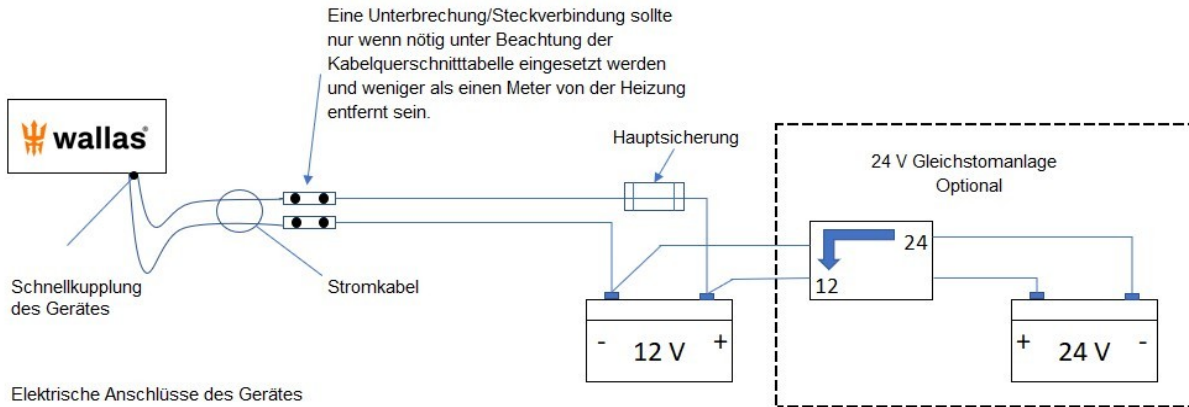 Eine Unterbrechung/Steckverbindung sollte
nur wenn nötig unter Beachtung der
Kabelquerschnitttabelle eingesetzt werden
und weniger als einen Meter von der Heizung
entfernt sein.
wallas®
Hauptsicherung
24 V Gleichstomanlage
Optional
24
12
Schnellkupplung
des Gerätes
Stromkabel
- 12 V +
+ 24 V -
Elektrische Anschlüsse des Gerätes